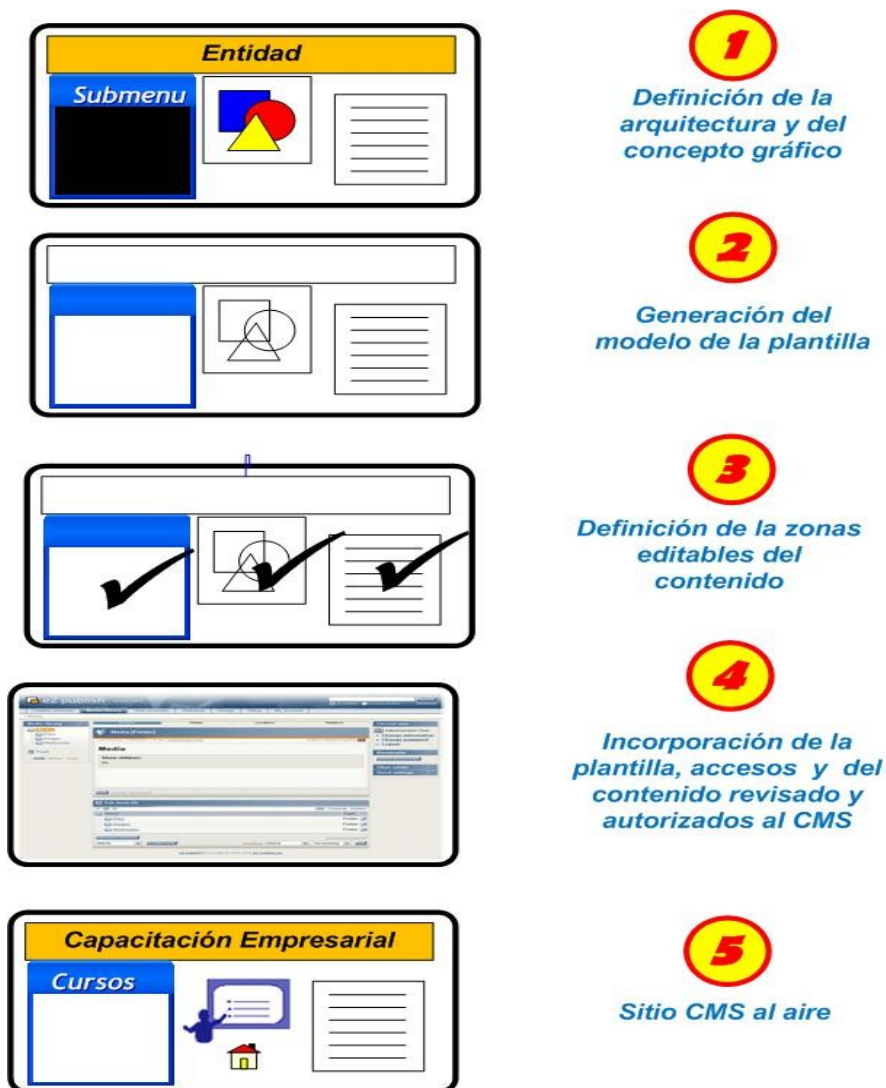 Entidad
Submenu
1
Definición de la
arquitectura y del
concepto gráfico
2
Generación del
modelo de la plantilla
3
Definición de la zonas
editables del
contenido
4
Incorporación de la
plantilla, accesos y del
contenido revisado y
autorizados al CMS
ez publish
Media
Capacitación Empresarial
Cursos
5
Sitio CMS al aire